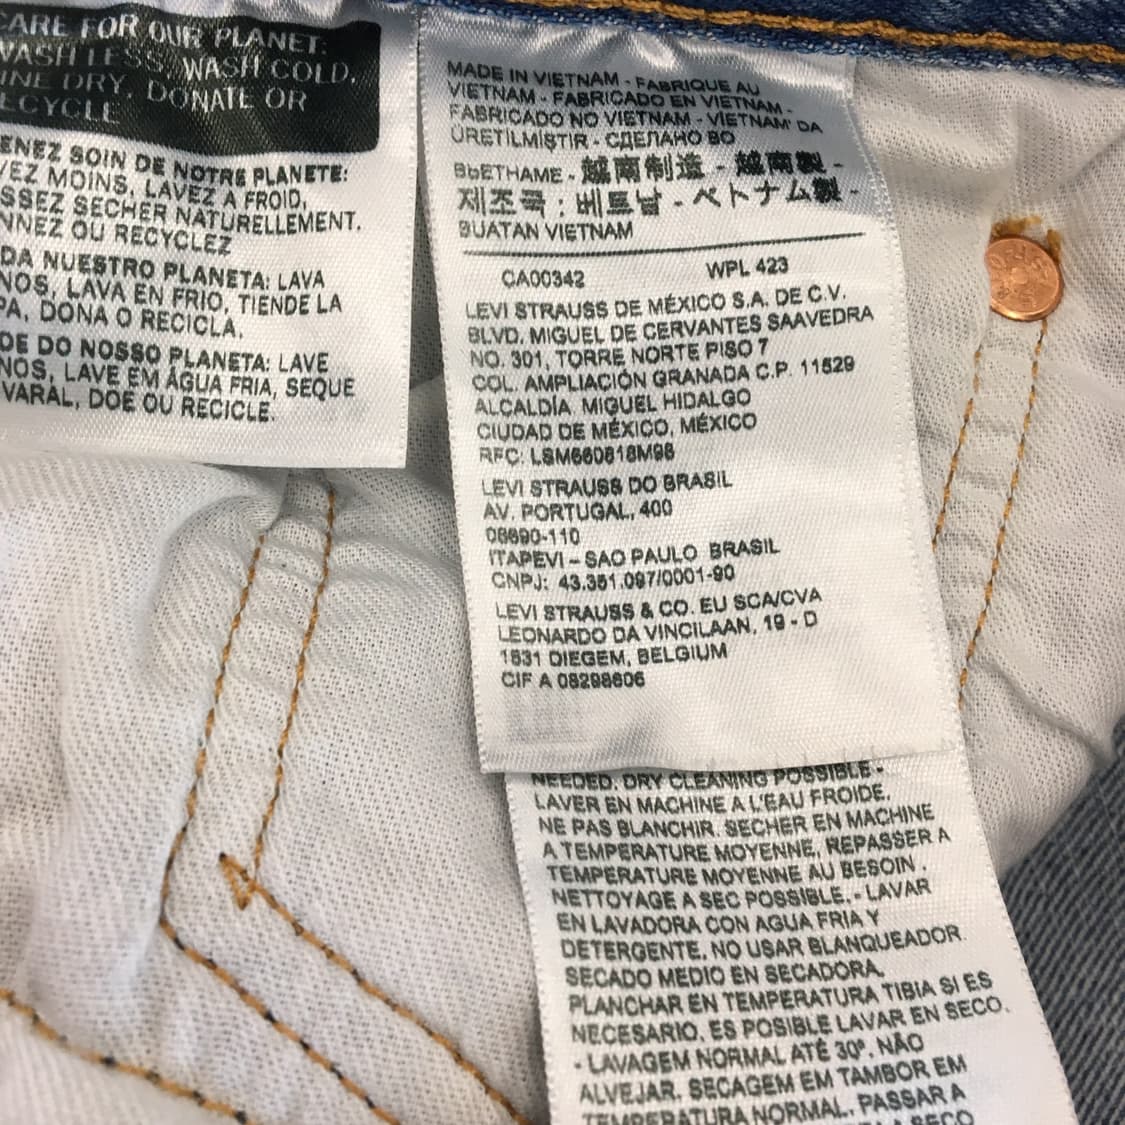 CARE FOR OUR PLANET:
WASH LESS, WASH COLD,
LINE DRY, DONATE OR
RECYCLE
ENEZ SOIN DE NOTRE PLANETE:
VEZ MOINS, LAVEZ A FROID,
SSEZ SECHER NATURELLEMENT.
NNEZ OU RECYCLEZ
DA NUESTRO PLANETA: LAVA
NOS, LAVA EN FRIO, TIENDE LA
PA, DONA O RECICLA.
DE DO NOSSO PLANETA: LAVE
NOS, LAVE EM ÁGUA FRIA, SEQUE
VARAL, DOE OU RECICLE.
MADE IN VIETNAM - FABRIQUE AU
VIETNAM - FABRICADO EN VIETNAM -
FABRICADO NO VIETNAM - VIETNAM' DA
ÜRETILMIŞTIR - СДЕЛАНО ВО
ВЬЕТНАМЕ - 越南制造 - 越南製 -
제조국 : 베트남 - ベトナム製 -
BUATAN VIETNAM
CA00342 WPL 423
LEVI STRAUSS DE MÉXICO S.A. DE C.V.
BLVD. MIGUEL DE CERVANTES SAAVEDRA
NO. 301, TORRE NORTE PISO 7
COL. AMPLIACIÓN GRANADA C.P. 11529
ALCALDÍA MIGUEL HIDALGO
CIUDAD DE MÉXICO, MÉXICO
RFC: LSM660818M98
LEVI STRAUSS DO BRASIL
AV. PORTUGAL, 400
06690-110
ITAPEVI - SAO PAULO BRASIL
CNPJ: 43.351.097/0001-90
LEVI STRAUSS & CO. EU SCA/CVA
LEONARDO DA VINCILAAN, 19 - D
1831 DIEGEM, BELGIUM
CIF A 08298606
NEEDED. DRY CLEANING POSSIBLE -
LAVER EN MACHINE A L'EAU FROIDE.
NE PAS BLANCHIR. SECHER EN MACHINE
A TEMPERATURE MOYENNE, REPASSER A
TEMPERATURE MOYENNE AU BESOIN .
NETTOYAGE A SEC POSSIBLE. - LAVAR
EN LAVADORA CON AGUA FRIA Y
DETERGENTE. NO USAR BLANQUEADOR.
SECADO MEDIO EN SECADORA.
PLANCHAR EN TEMPERATURA TIBIA SI ES
NECESARIO. ES POSIBLE LAVAR EN SECO.
- LAVAGEM NORMAL ATÉ 30º. NÃO
ALVEJAR. SECAGEM EM TAMBOR EM
TEMPERATURA NORMAL. PASSAR A
A SECO